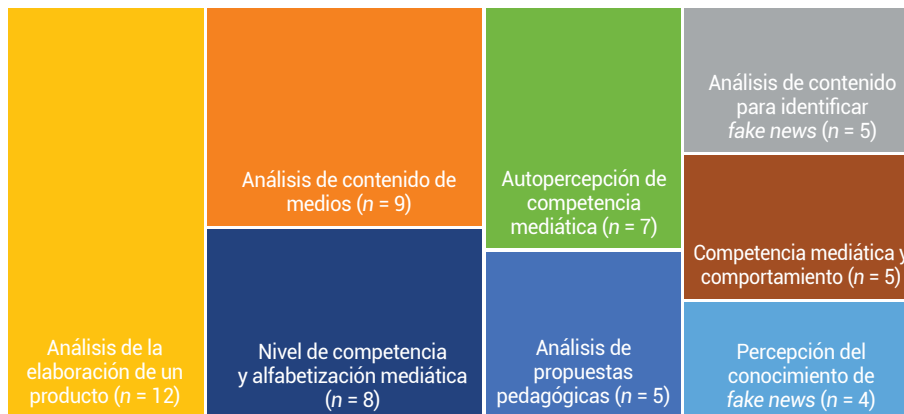 Análisis de la
elaboración de un
producto (n = 12)
Análisis de contenido de
medios (n = 9)
Nivel de competencia
y alfabetización mediática
(n = 8)
Autopercepción de
competencia
mediática (n = 7)
Análisis de
propuestas
pedagógicas (n = 5)
Análisis de contenido
para identificar
fake news (n = 5)
Competencia mediática y
comportamiento (n = 5)
Percepción del
conocimiento de
fake news (n = 4)